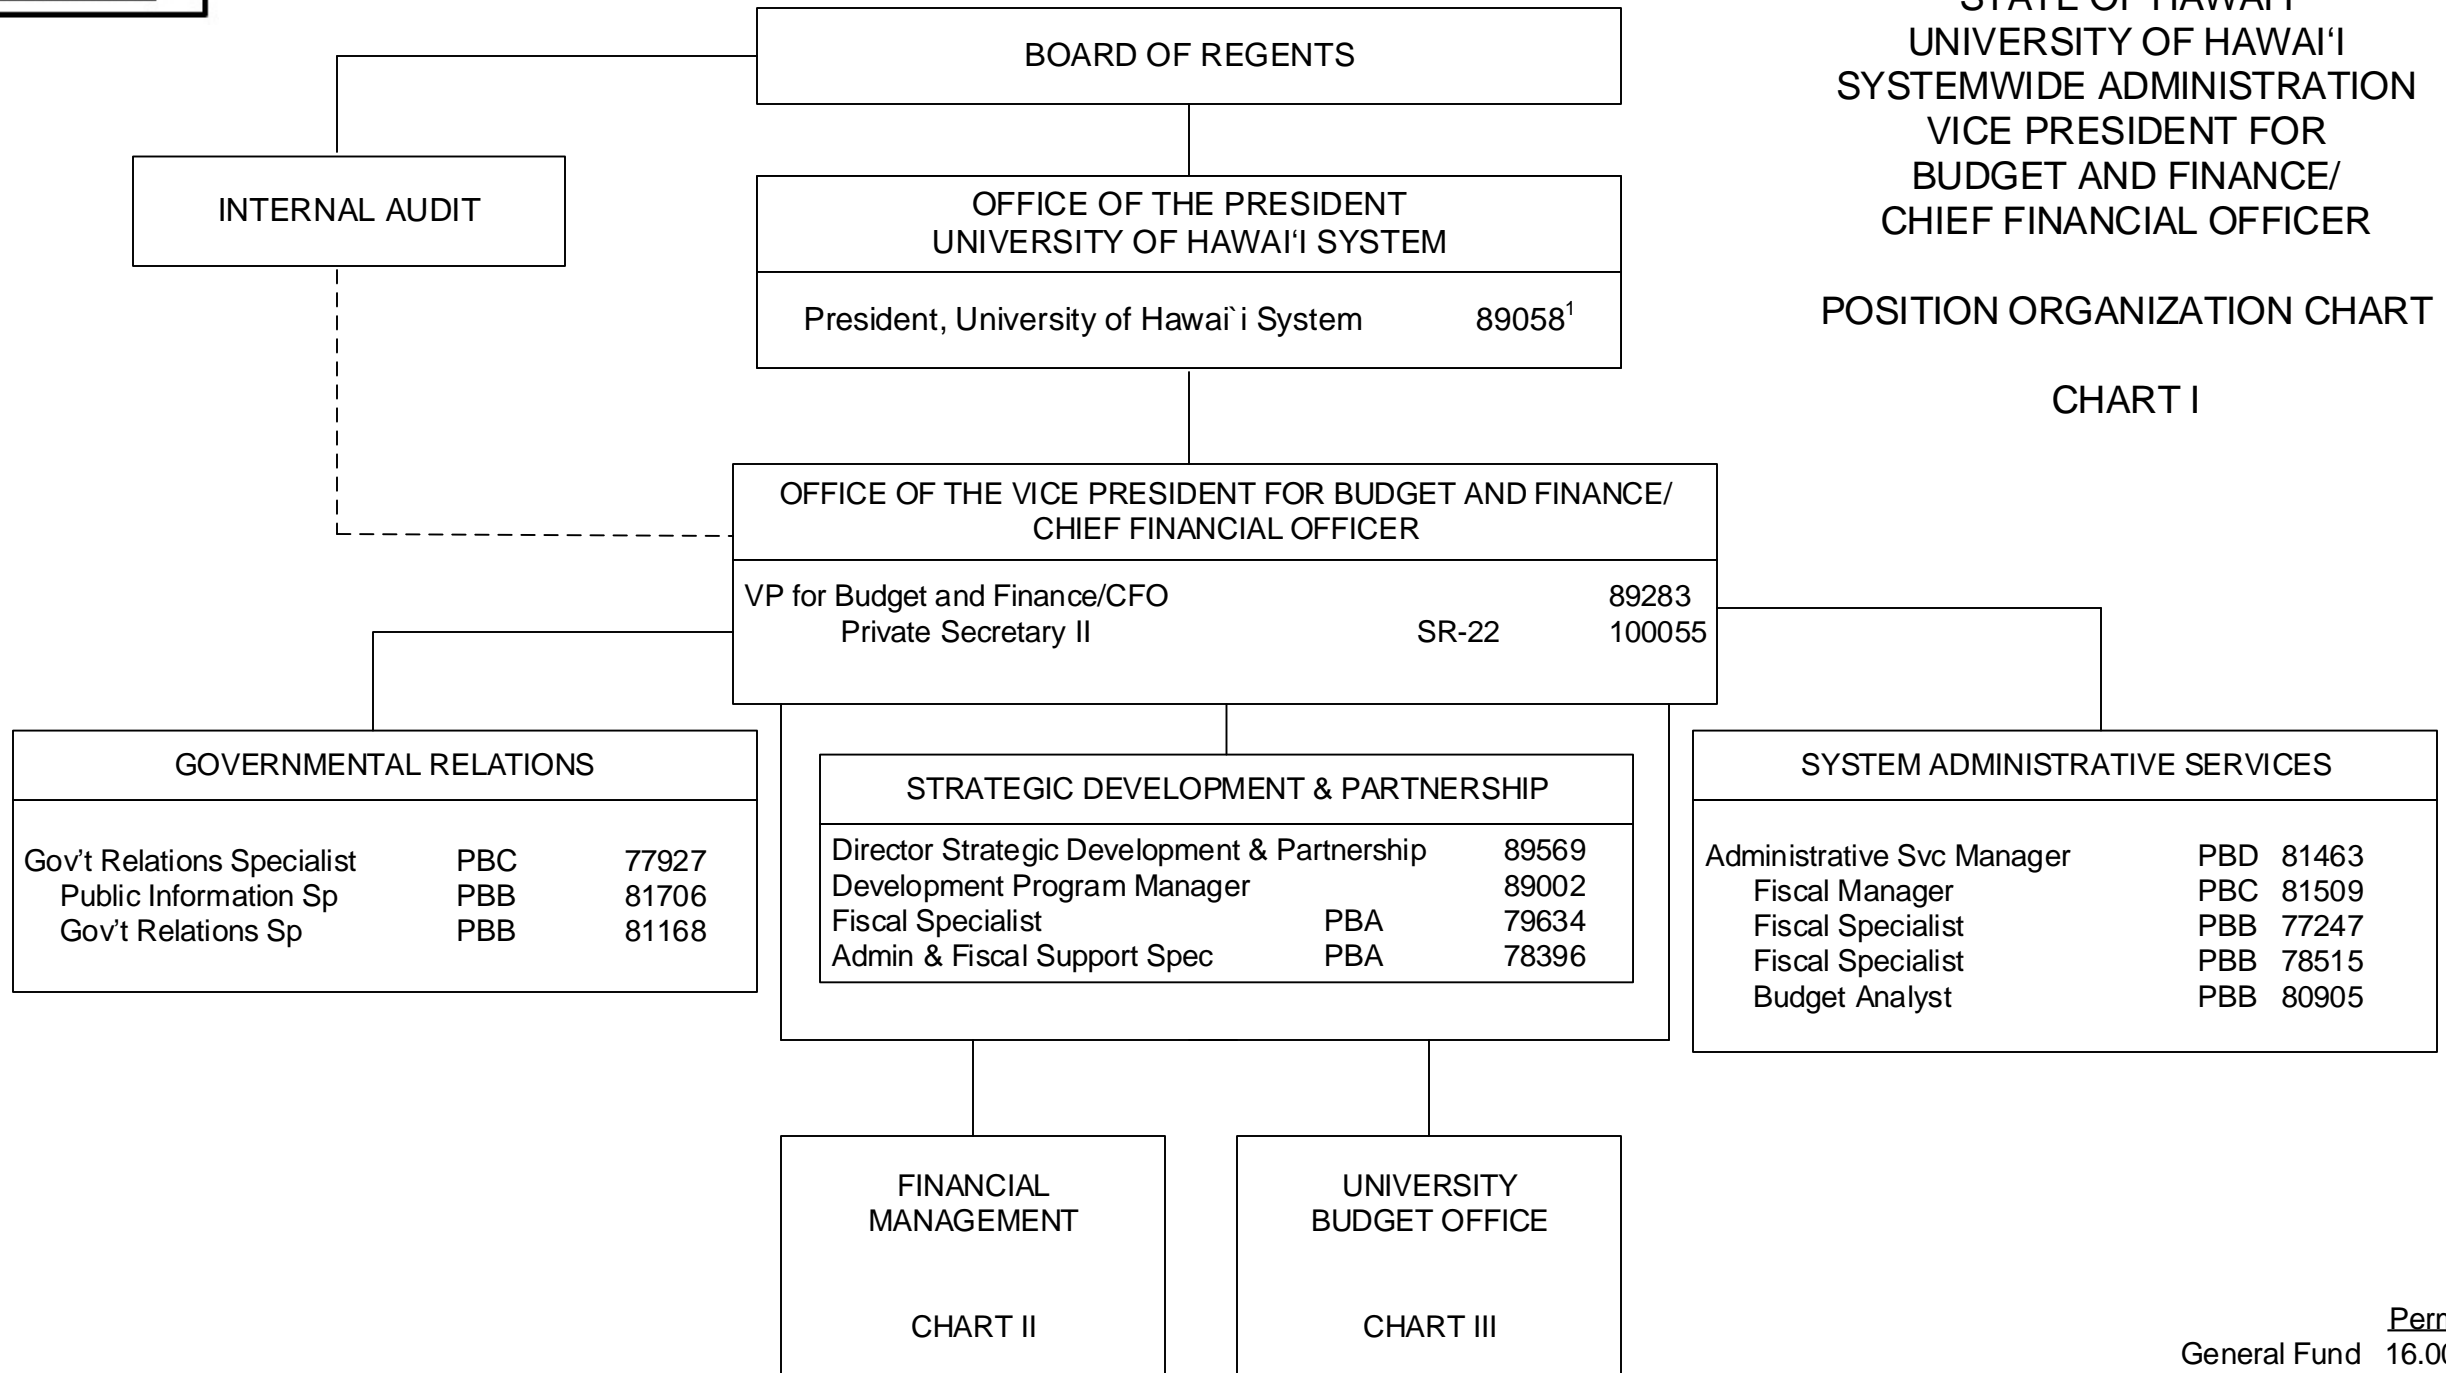 STATE OF HAWAI‘I
UNIVERSITY OF HAWAI‘I
SYSTEMWIDE ADMINISTRATION
VICE PRESIDENT FOR
BUDGET AND FINANCE/
CHIEF FINANCIAL OFFICER
POSITION ORGANIZATION CHART
CHART I
BOARD OF REGENTS
INTERNAL AUDIT
OFFICE OF THE PRESIDENT
UNIVERSITY OF HAWAI‘I SYSTEM
President, University of Hawai`i System 89058¹
OFFICE OF THE VICE PRESIDENT FOR BUDGET AND FINANCE/
CHIEF FINANCIAL OFFICER
VP for Budget and Finance/CFO 89283
Private Secretary II SR-22 100055
GOVERNMENTAL RELATIONS
Gov’t Relations Specialist PBC 77927
Public Information Sp PBB 81706
Gov’t Relations Sp PBB 81168
STRATEGIC DEVELOPMENT & PARTNERSHIP
Director Strategic Development & Partnership 89569
Development Program Manager 89002
Fiscal Specialist PBA 79634
Admin & Fiscal Support Spec PBA 78396
SYSTEM ADMINISTRATIVE SERVICES
Administrative Svc Manager PBD 81463
Fiscal Manager PBC 81509
Fiscal Specialist PBB 77247
Fiscal Specialist PBB 78515
Budget Analyst PBB 80905
FINANCIAL
MANAGEMENT
CHART II
UNIVERSITY
BUDGET OFFICE
CHART III
General Fund 16.00